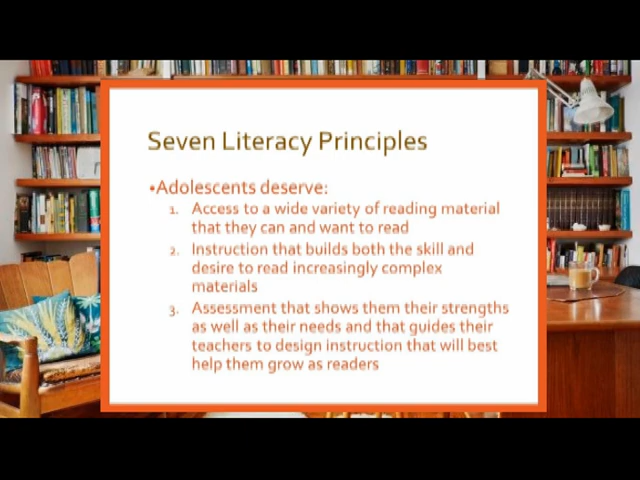 Seven Literacy Principles
•Adolescents deserve:
1. Access to a wide variety of reading material
that they can and want to read
2. Instruction that builds both the skill and
desire to read increasingly complex
materials
3. Assessment that shows them their strengths
as well as their needs and that guides their
teachers to design instruction that will best
help them grow as readers